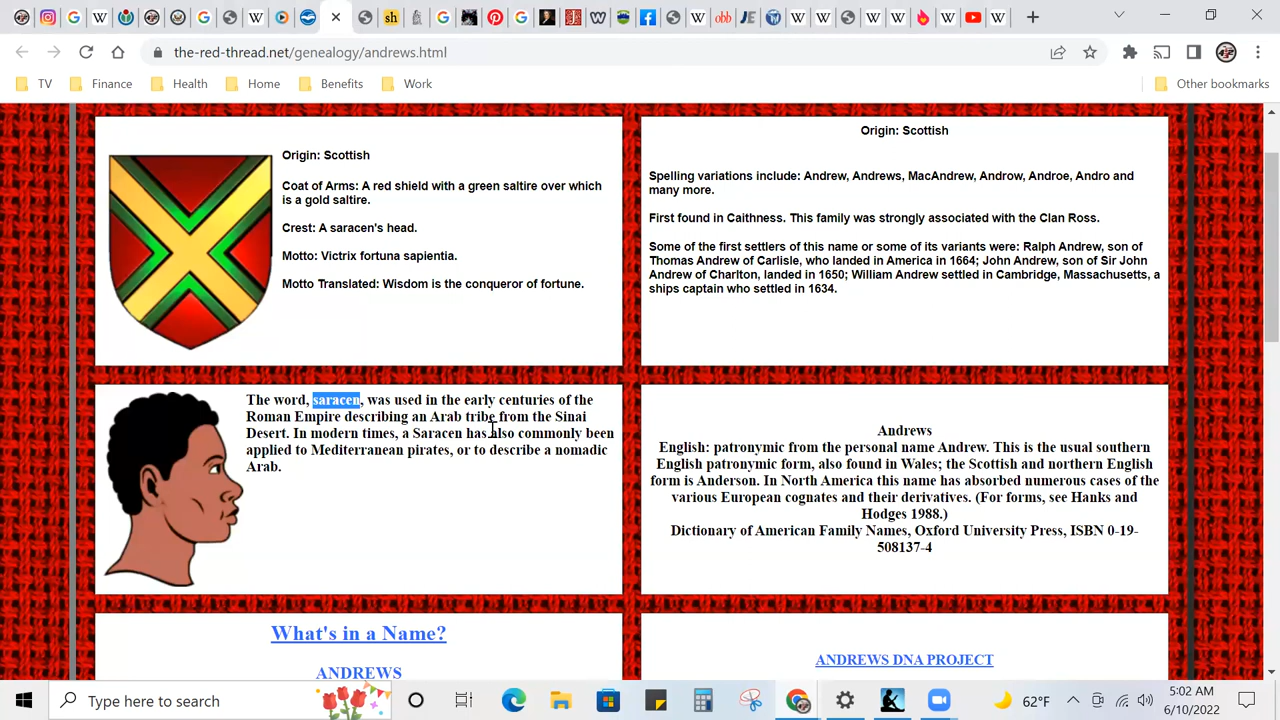 the-red-thread.net/genealogy/andrews.html
TV
Finance
Health
Home
Benefits
Work
Other bookmarks
Origin: Scottish
Coat of Arms: A red shield with a green saltire over which
is a gold saltire.
Crest: A saracen's head.
Motto: Victrix fortuna sapientia.
Motto Translated: Wisdom is the conqueror of fortune.
Origin: Scottish
Spelling variations include: Andrew, Andrews, MacAndrew, Androw, Androe, Andro and
many more.
First found in Caithness. This family was strongly associated with the Clan Ross.
Some of the first settlers of this name or some of its variants were: Ralph Andrew, son of
Thomas Andrew of Carlisle, who landed in America in 1664; John Andrew, son of Sir John
Andrew of Charlton, landed in 1650; William Andrew settled in Cambridge, Massachusetts, a
ships captain who settled in 1634.
The word, saracen, was used in the early centuries of the
Roman Empire describing an Arab tribe from the Sinai
Desert. In modern times, a Saracen has also commonly been
applied to Mediterranean pirates, or to describe a nomadic
Arab.
Andrews
English: patronymic from the personal name Andrew. This is the usual southern
English patronymic form, also found in Wales; the Scottish and northern English
form is Anderson. In North America this name has absorbed numerous cases of the
various European cognates and their derivatives. (For forms, see Hanks and
Hodges 1988.)
Dictionary of American Family Names, Oxford University Press, ISBN 0-19-
508137-4
What's in a Name?
ANDREWS
ANDREWS DNA PROJECT
Type here to search
62°F
5:02 AM
6/10/2022